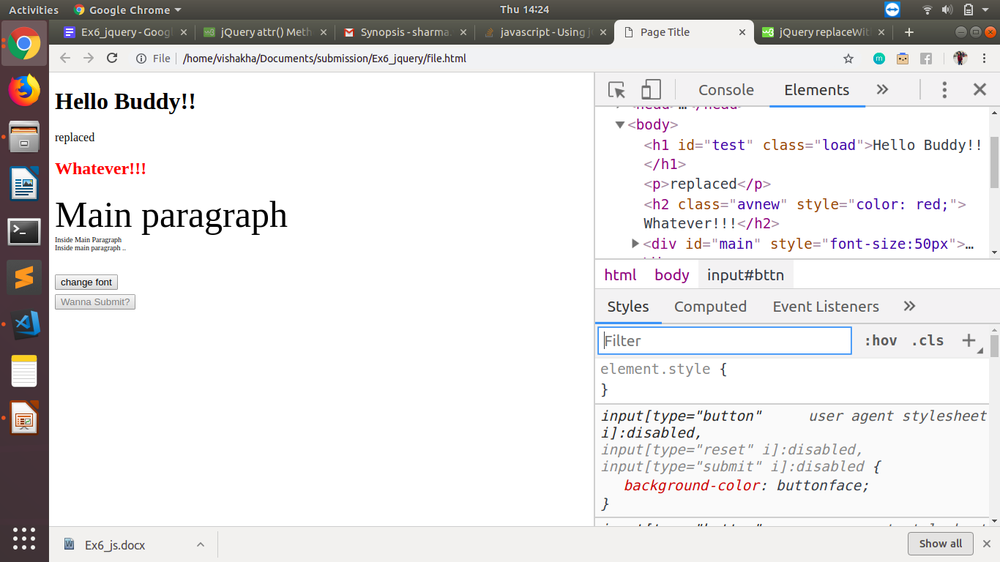 Activities
Google Chrome
Thu 14:24
Ex6_jquery - Googl
jQuery attr() Meth
Synopsis - sharma.
javascript - Using j
Page Title
jQuery replaceWit
File
/home/vishakha/Documents/submission/Ex6_jquery/file.html
Hello Buddy!!
replaced
Whatever!!!
Main paragraph
Inside Main Paragraph
Inside main paragraph ..
change font
Wanna Submit?
Console
Elements
<head>…</head>
<body>
<h1 id="test" class="load">Hello Buddy!!
</h1>
<p>replaced</p>
<h2 class="avnew" style="color: red;">
Whatever!!!</h2>
<div id="main" style="font-size:50px">…
html
body
input#bttn
Styles
Computed
Event Listeners
Filter
:hov
.cls
element.style {
}
input[type="button" user agent stylesheet
i]:disabled,
input[type="reset" i]:disabled,
input[type="submit" i]:disabled {
background-color: buttonface;
}
Ex6_js.docx
Show all